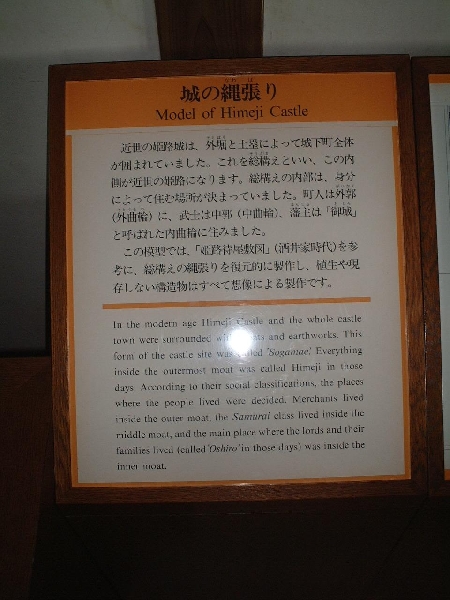 城の縄張り
Model of Himeji Castle
近世の姫路城は、外堀と土塁によって城下町全体
が囲まれていました。これを総構えといい、この内
側が近世の姫路になります。総構えの内部は、身分
によって住む場所が決まっていました。町人は外郭
(外曲輪)に、武士は中郭(中曲輪)、藩主は「御城」
と呼ばれた内曲輪に住みました。
この模型では、「姫路侍屋敷図」(酒井家時代)を参
考に、総構えの縄張りを復元的に製作し、植生や現
存しない構造物はすべて想像による製作です。
In the modern age Himeji Castle and the whole castle
town were surrounded with moats and earthworks. This
form of the castle site was called 'Sogamae'. Everything
inside the outermost moat was called Himeji in those
days. According to their social classifications, the places
where the people lived were decided. Merchants lived
inside the outer moat, the Samurai class lived inside the
middle moat, and the main place where the lords and their
families lived (called 'Oshiro' in those days) was inside the
inner moat.